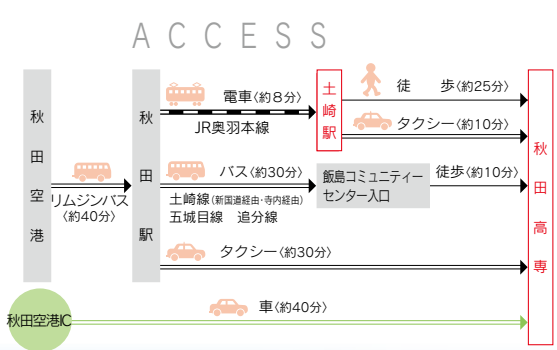 ACCESS
秋田空港
リムジンバス
〈約40分〉
秋田駅
電車〈約8分〉
JR奥羽本線
土崎駅
徒 歩〈約25分〉
タクシー〈約10分〉
バス〈約30分〉
土崎線(新国道経由・寺内経由)
五城目線 追分線
飯島コミュニティー
センター入口
徒歩〈約10分〉
タクシー〈約30分〉
秋田高専
秋田空港IC
車〈約40分〉